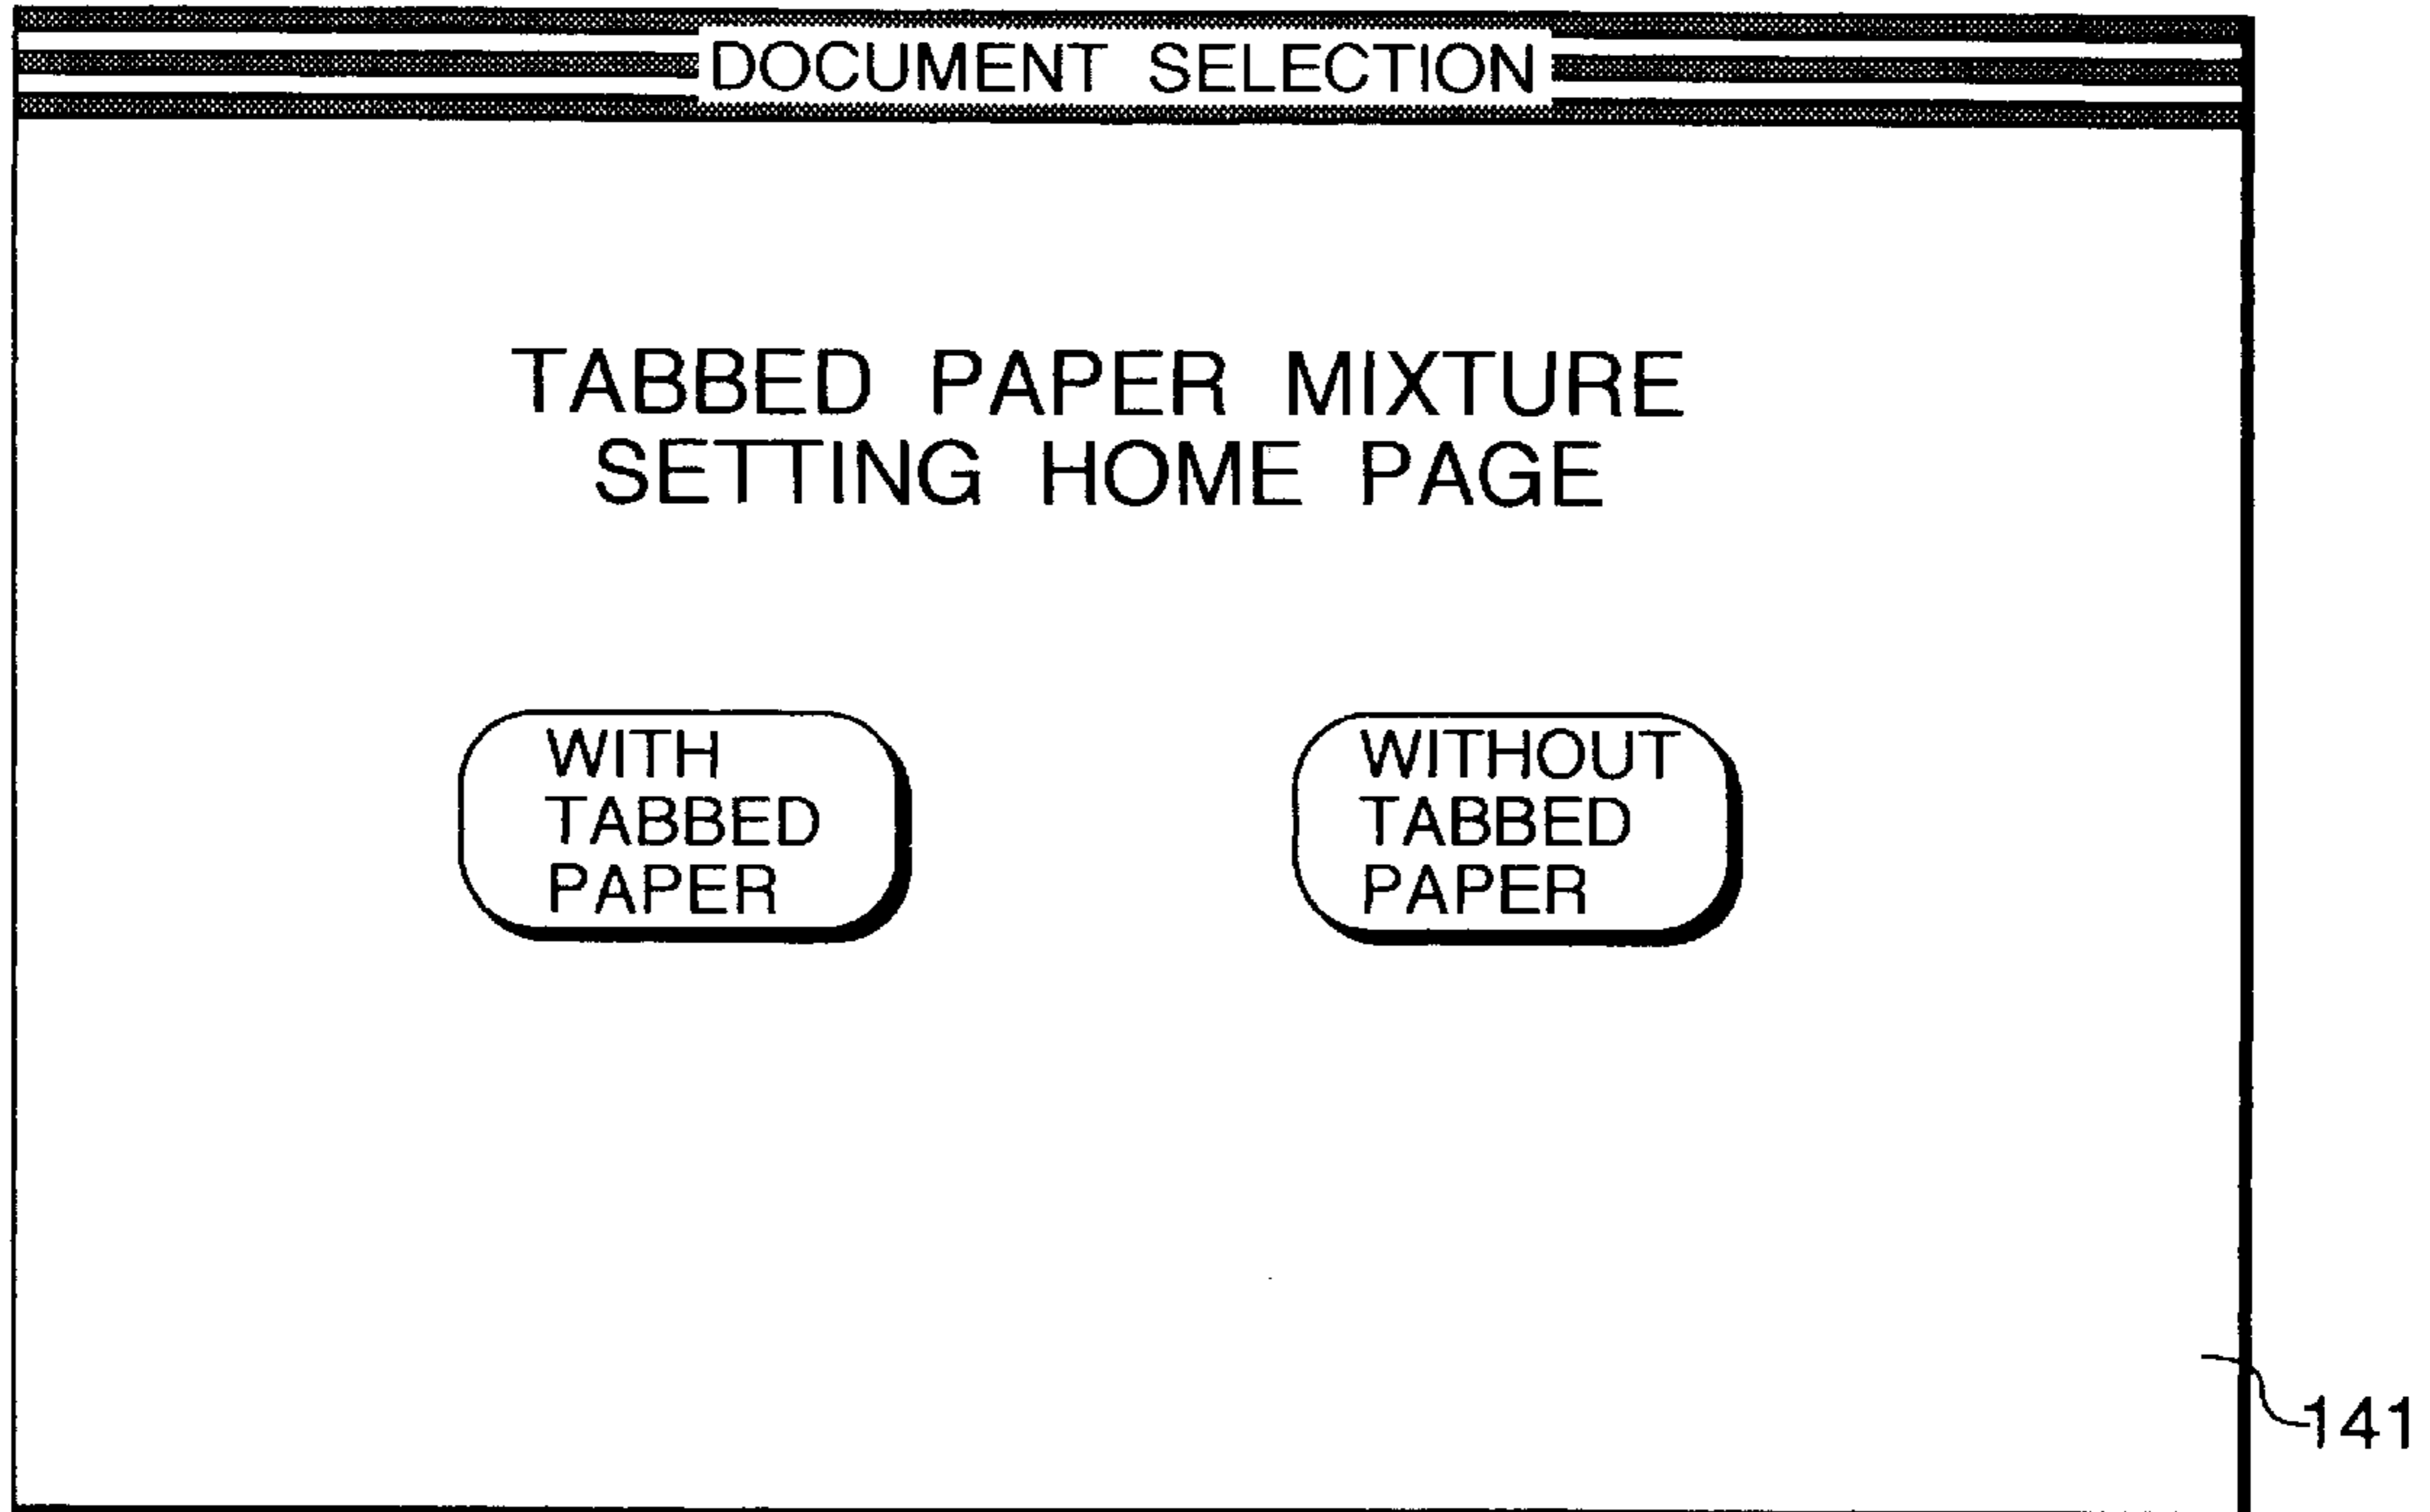 DOCUMENT SELECTION
TABBED PAPER MIXTURE
SETTING HOME PAGE
WITH
TABBED
PAPER
WITHOUT
TABBED
PAPER
141